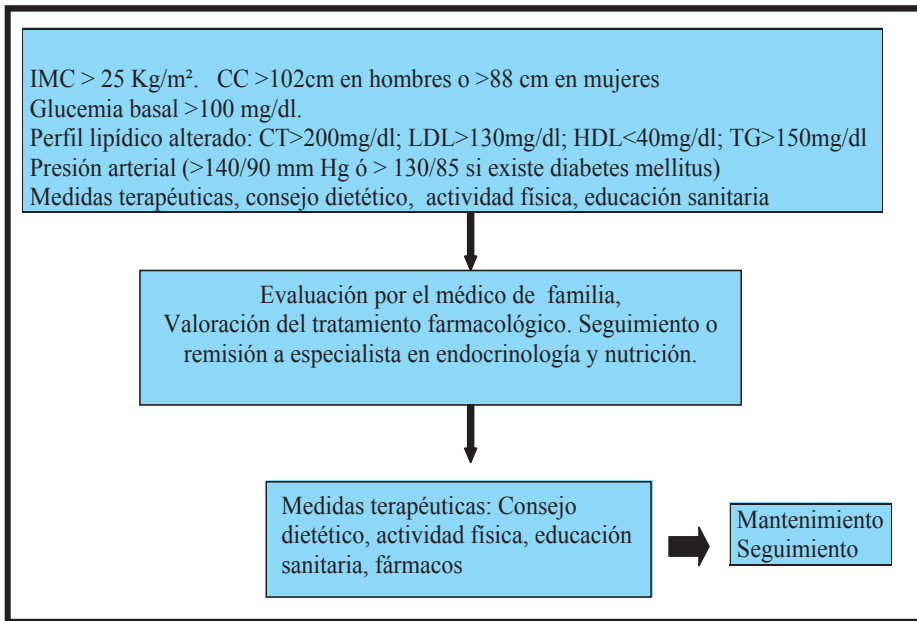 IMC > 25 Kg/m². CC >102cm en hombres o >88 cm en mujeres
Glucemia basal >100 mg/dl.
Perfil lipídico alterado: CT>200mg/dl; LDL>130mg/dl; HDL<40mg/dl; TG>150mg/dl
Presión arterial (>140/90 mm Hg ó > 130/85 si existe diabetes mellitus)
Medidas terapéuticas, consejo dietético, actividad física, educación sanitaria
Evaluación por el médico de familia,
Valoración del tratamiento farmacológico. Seguimiento o
remisión a especialista en endocrinología y nutrición.
Medidas terapéuticas: Consejo
dietético, actividad física, educación
sanitaria, fármacos
Mantenimiento
Seguimiento